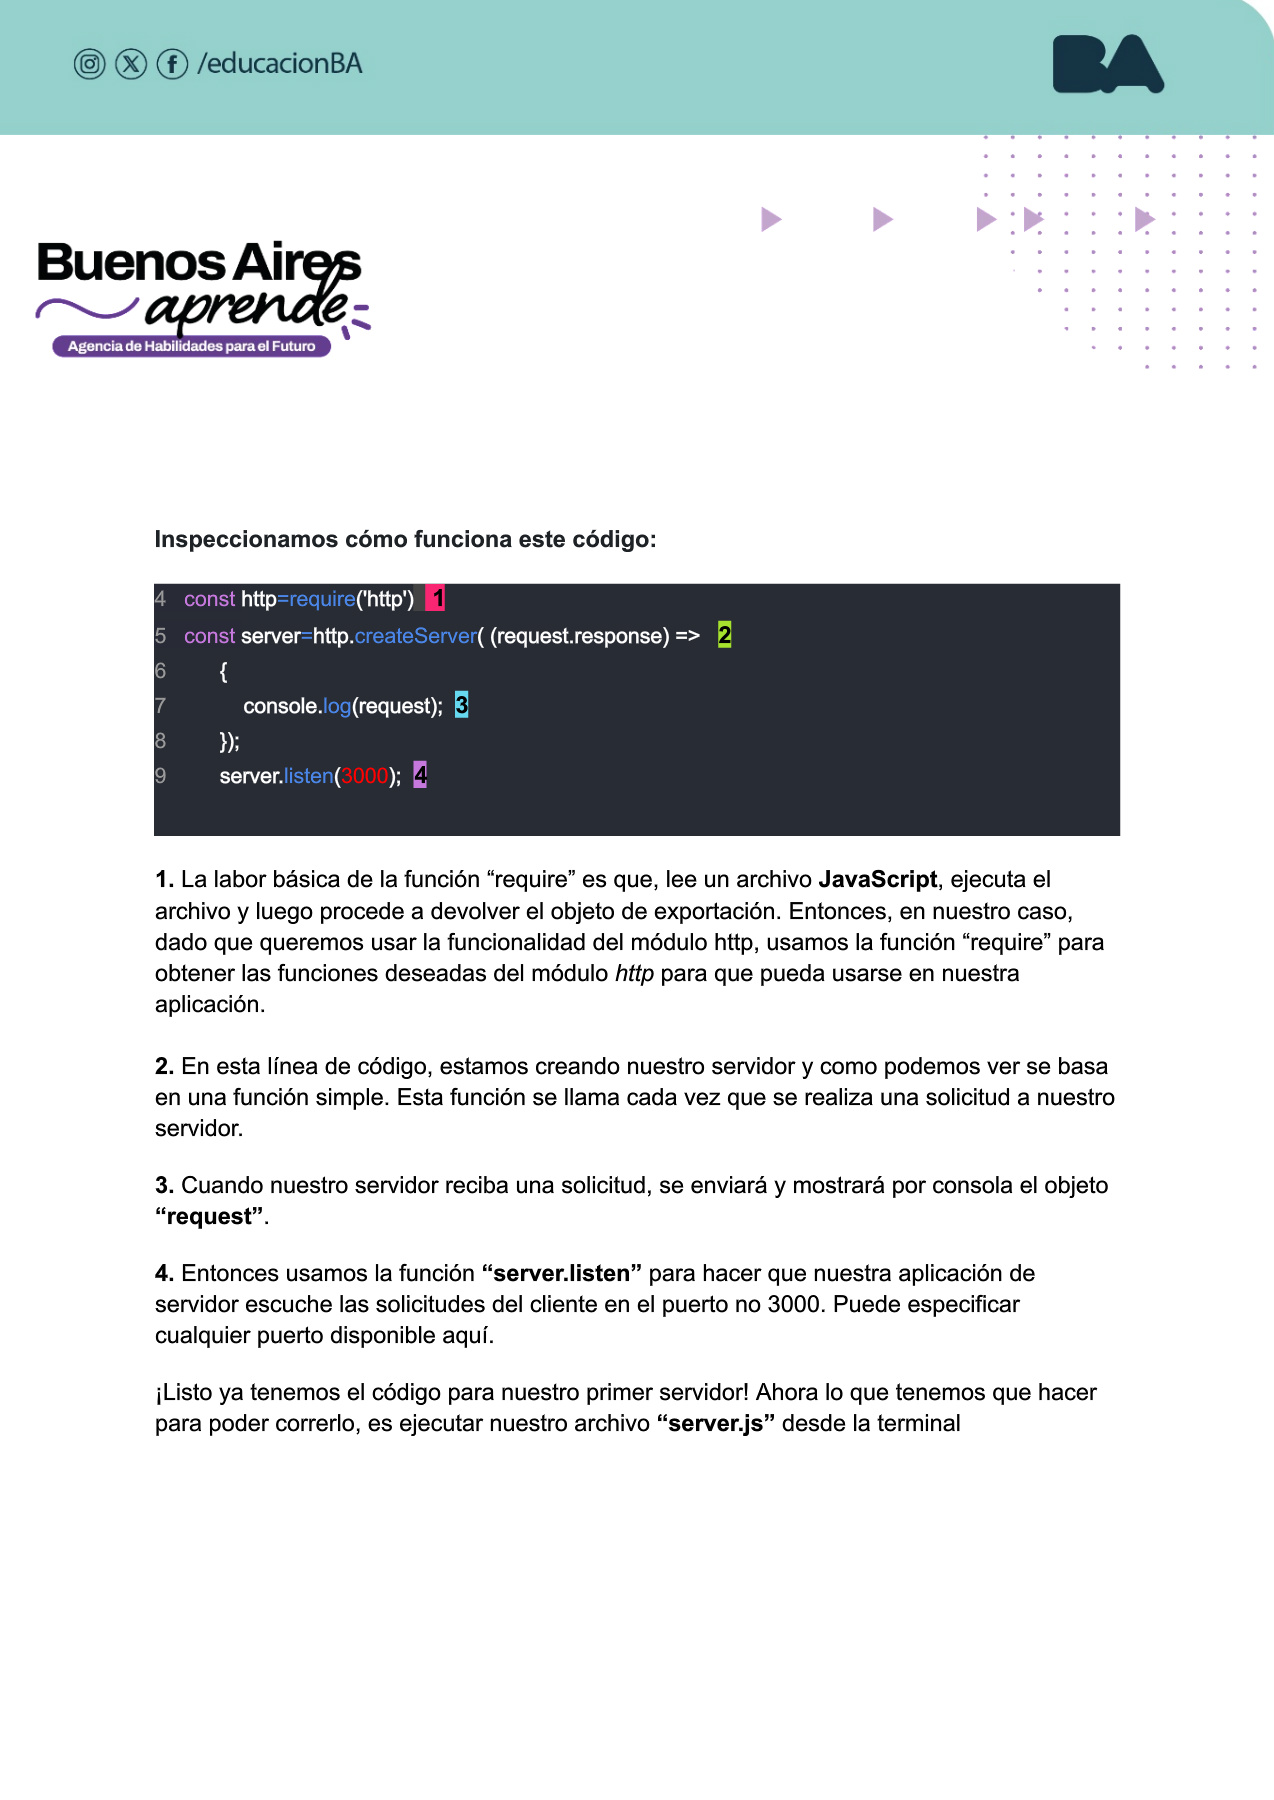 /educacionBA
BA
Buenos Aires
aprende
Agencia de Habilidades para el Futuro
Inspeccionamos cómo funciona este código:
4 const http=require('http') 1
5 const server=http.createServer( (request.response) => 2
6 {
7 console.log(request); 3
8 });
9 server.listen(3000); 4
1. La labor básica de la función “require” es que, lee un archivo JavaScript, ejecuta el
archivo y luego procede a devolver el objeto de exportación. Entonces, en nuestro caso,
dado que queremos usar la funcionalidad del módulo http, usamos la función “require” para
obtener las funciones deseadas del módulo http para que pueda usarse en nuestra
aplicación.
2. En esta línea de código, estamos creando nuestro servidor y como podemos ver se basa
en una función simple. Esta función se llama cada vez que se realiza una solicitud a nuestro
servidor.
3. Cuando nuestro servidor reciba una solicitud, se enviará y mostrará por consola el objeto
“request”.
4. Entonces usamos la función “server.listen” para hacer que nuestra aplicación de
servidor escuche las solicitudes del cliente en el puerto no 3000. Puede especificar
cualquier puerto disponible aquí.
¡Listo ya tenemos el código para nuestro primer servidor! Ahora lo que tenemos que hacer
para poder correrlo, es ejecutar nuestro archivo “server.js” desde la terminal